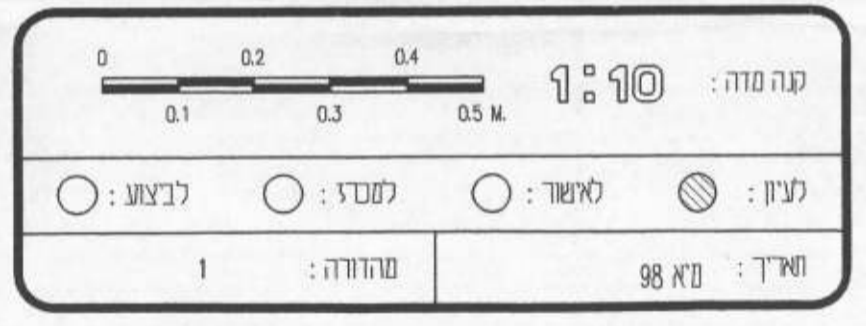 קנה מדה : 1:10 0 0.2 0.4
0.1 0.3 0.5 M.
לעיון : לאישור : למכרז : לביצוע :
תאריך : 98 מהדורה : 1